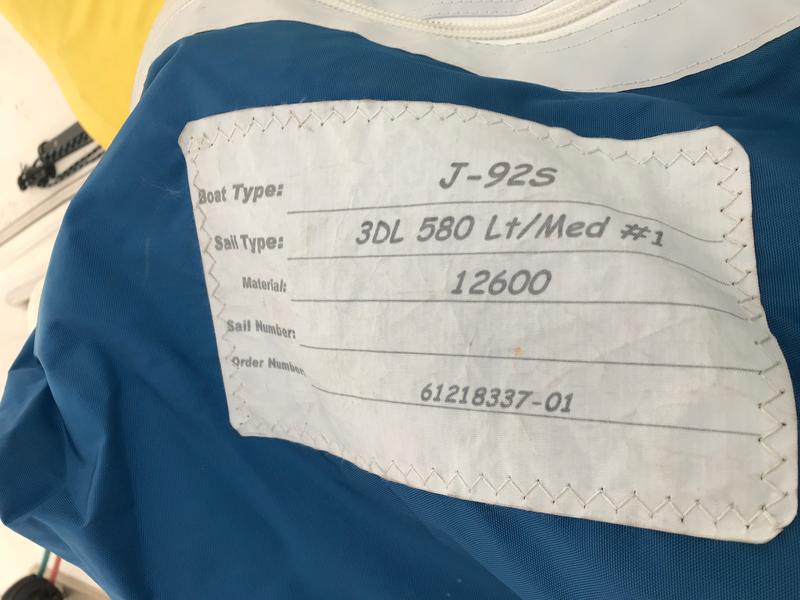 Boat Type: J-92s
Sail Type: 3DL 580 Lt/Med #1
Material: 12600
Sail Number:
Order Number: 61218337-01